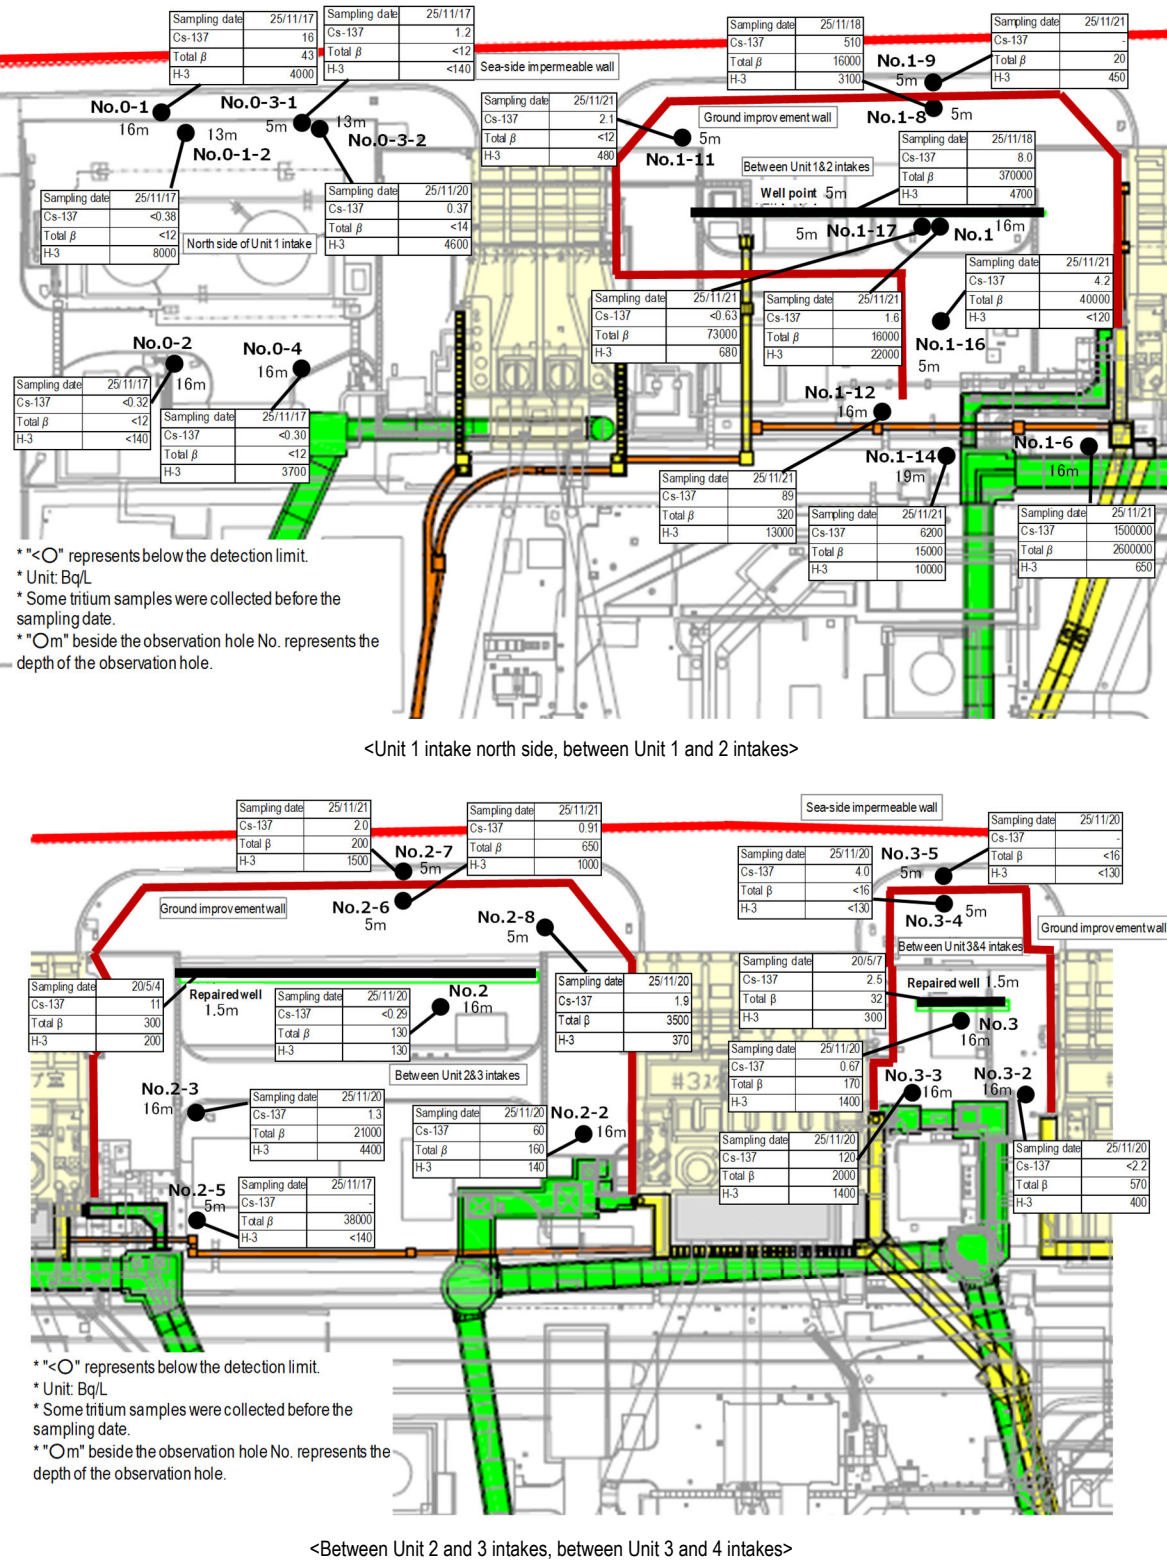 Sampling date 25/11/17
Cs-137 16
Total β 43
H-3 4000
Sampling date 25/11/17
Cs-137 1.2
Total β <12
H-3 <140
Sea-side impermeable wall
Sampling date 25/11/18
Cs-137 510
Total β 16000
H-3 3100
Sampling date 25/11/21
Cs-137 -
Total β 20
H-3 450
No.0-1
16m
No.0-3-1
5m
13m
No.0-1-2
13m
No.0-3-2
No.1-9
5m
No.1-8
5m
Sampling date 25/11/21
Cs-137 2.1
Total β <12
H-3 480
5m
No.1-11
Ground improvement wall
Sampling date 25/11/18
Cs-137 8.0
Total β 370000
H-3 4700
Between Unit 1&2 intakes
Well point 5m
Sampling date 25/11/17
Cs-137 <0.38
Total β <12
H-3 8000
North side of Unit 1 intake
Sampling date 25/11/20
Cs-137 0.37
Total β <14
H-3 4600
5m No.1-17
No.1 16m
Sampling date 25/11/21
Cs-137 4.2
Total β 40000
H-3 <120
Sampling date 25/11/21
Cs-137 <0.63
Total β 73000
H-3 680
Sampling date 25/11/21
Cs-137 1.6
Total β 16000
H-3 22000
No.1-16
5m
No.0-2
16m
No.0-4
16m
Sampling date 25/11/17
Cs-137 <0.32
Total β <12
H-3 <140
Sampling date 25/11/17
Cs-137 <0.30
Total β <12
H-3 3700
No.1-12
16m
No.1-14
19m
No.1-6
16m
Sampling date 25/11/21
Cs-137 89
Total β 320
H-3 13000
Sampling date 25/11/21
Cs-137 6200
Total β 15000
H-3 10000
Sampling date 25/11/21
Cs-137 1500000
Total β 2600000
H-3 650
* "<○" represents below the detection limit.
* Unit: Bq/L
* Some tritium samples were collected before the
sampling date.
* "○m" beside the observation hole No. represents the
depth of the observation hole.
<Unit 1 intake north side, between Unit 1 and 2 intakes>
Sampling date 25/11/21
Cs-137 2.0
Total β 200
H-3 1500
Sampling date 25/11/21
Cs-137 0.91
Total β 650
H-3 1000
Sea-side impermeable wall
Sampling date 25/11/20
Cs-137 -
Total β <16
H-3 <130
No.2-7
5m
No.2-6
5m
Sampling date 25/11/20
Cs-137 4.0
Total β <16
H-3 <130
No.3-5
5m
5m
No.3-4
Ground improvement wall
No.2-8
5m
Ground improvement wall
Between Unit 3&4 intakes
Sampling date 20/5/4
Cs-137 11
Total β 300
H-3 200
Repaired well
1.5m
Sampling date 25/11/20
Cs-137 <0.29
Total β 130
H-3 130
No.2
16m
Sampling date 25/11/20
Cs-137 1.9
Total β 3500
H-3 370
Sampling date 20/5/7
Cs-137 2.5
Total β 32
H-3 300
Repaired well 1.5m
No.3
16m
Sampling date 25/11/20
Cs-137 0.67
Total β 170
H-3 1400
Between Unit 2&3 intakes
No.2-3
16m
Sampling date 25/11/20
Cs-137 1.3
Total β 21000
H-3 4400
Sampling date 25/11/20
Cs-137 60
Total β 160
H-3 140
No.2-2
16m
No.3-3
16m
No.3-2
16m
Sampling date 25/11/20
Cs-137 120
Total β 2000
H-3 1400
Sampling date 25/11/20
Cs-137 <2.2
Total β 570
H-3 400
No.2-5
5m
Sampling date 25/11/17
Cs-137 -
Total β 38000
H-3 <140
* "<○" represents below the detection limit.
* Unit: Bq/L
* Some tritium samples were collected before the
sampling date.
* "○m" beside the observation hole No. represents the
depth of the observation hole.
<Between Unit 2 and 3 intakes, between Unit 3 and 4 intakes>